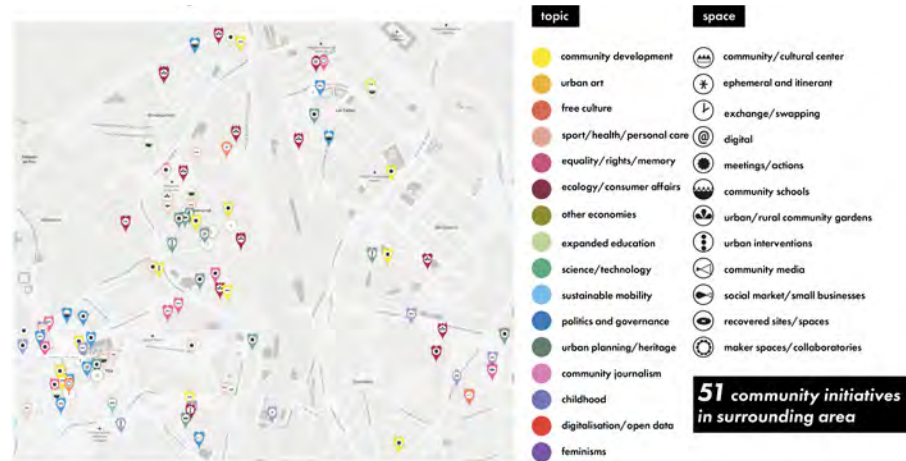 topic
community development
urban art
free culture
sport/health/personal care
equality/rights/memory
ecology/consumer affairs
other economies
expanded education
science/technology
sustainable mobility
politics and governance
urban planning/heritage
community journalism
childhood
digitalisation/open data
feminisms
space
community/cultural center
ephemeral and itinerant
exchange/swapping
digital
meetings/actions
community schools
urban/rural community gardens
urban interventions
community media
social market/small businesses
recovered sites/spaces
maker spaces/collaboratories
51 community initiatives
in surrounding area